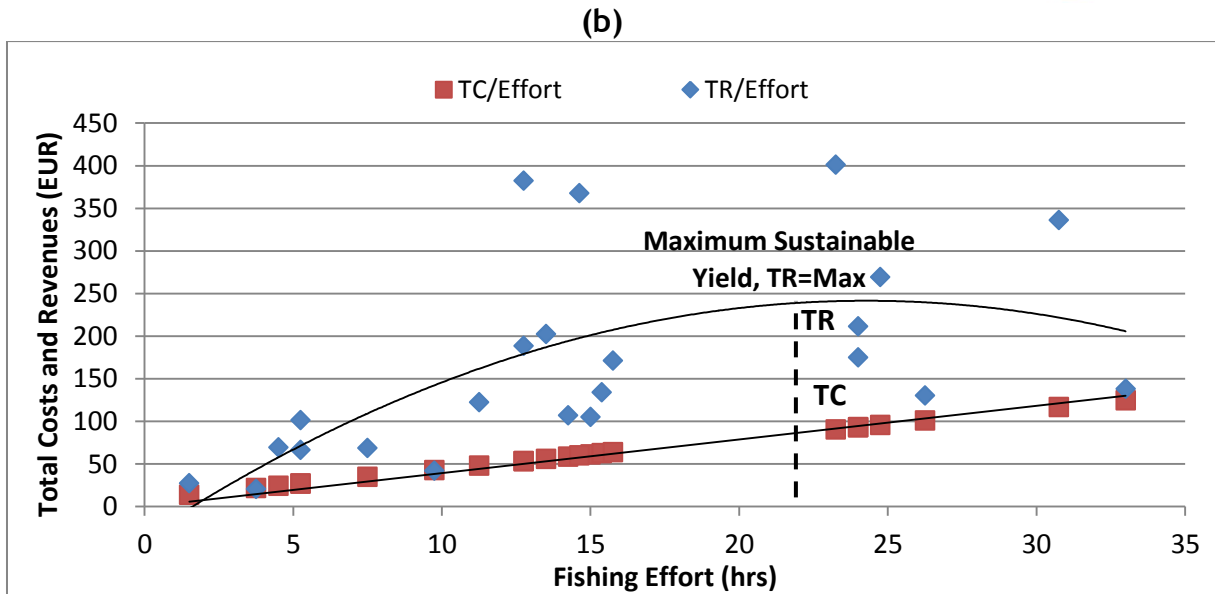 (b)
TC/Effort TR/Effort
Total Costs and Revenues (EUR)
450
400
350
300
250
200
150
100
50
0
Maximum Sustainable
Yield, TR=Max
TR
TC
0 5 10 15 20 25 30 35
Fishing Effort (hrs)